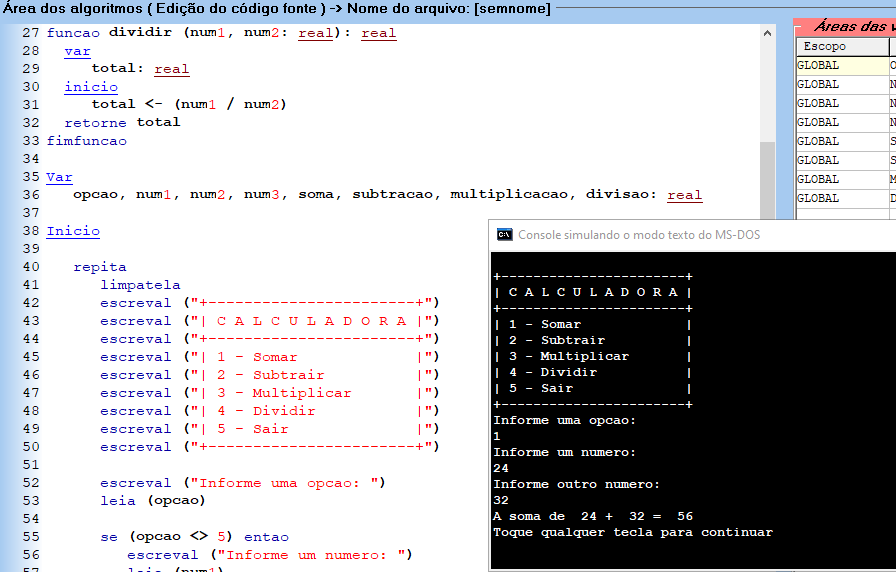 Área dos algoritmos ( Edição do código fonte ) -> Nome do arquivo: [semnome]
27 funcao dividir (num1, num2: real): real
28 var
29 total: real
30 inicio
31 total <- (num1 / num2)
32 retorne total
33 fimfuncao
34
35 Var
36 opcao, num1, num2, num3, soma, subtracao, multiplicacao, divisao: real
37
38 Inicio
39
40 repita
41 limpatela
42 escreval ("+-----------------------+")
43 escreval ("| C A L C U L A D O R A |")
44 escreval ("+-----------------------+")
45 escreval ("| 1 - Somar             |")
46 escreval ("| 2 - Subtrair          |")
47 escreval ("| 3 - Multiplicar       |")
48 escreval ("| 4 - Dividir           |")
49 escreval ("| 5 - Sair              |")
50 escreval ("+-----------------------+")
51
52 escreval ("Informe uma opcao: ")
53 leia (opcao)
54
55 se (opcao <> 5) entao
56 escreval ("Informe um numero: ")
57 leia (num1)
Áreas das
Escopo
GLOBAL
GLOBAL N
GLOBAL N
GLOBAL N
GLOBAL S
GLOBAL S
GLOBAL M
GLOBAL D
Console simulando o modo texto do MS-DOS
+-----------------------+
| C A L C U L A D O R A |
+-----------------------+
| 1 - Somar             |
| 2 - Subtrair          |
| 3 - Multiplicar       |
| 4 - Dividir           |
| 5 - Sair              |
+-----------------------+
Informe uma opcao:
1
Informe um numero:
24
Informe outro numero:
32
A soma de  24 +  32 =  56
Toque qualquer tecla para continuar